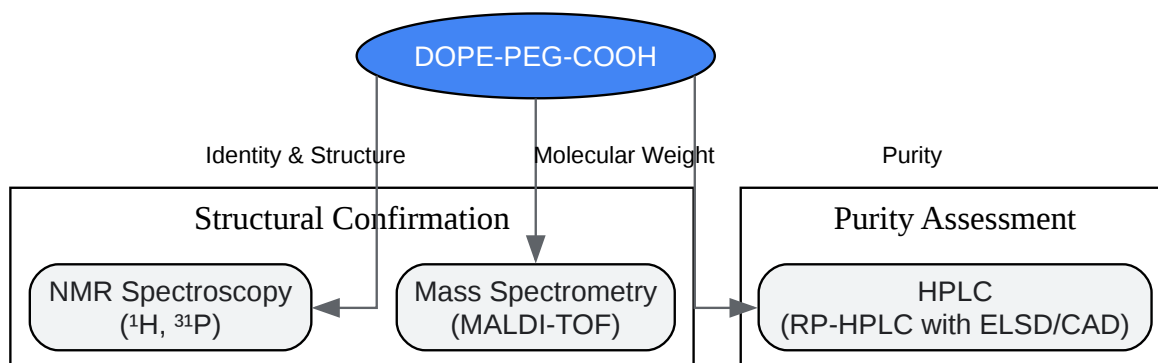 DOPE-PEG-COOH
Identity & Structure
Molecular Weight
Purity
Structural Confirmation
Purity Assessment
NMR Spectroscopy
(¹H, ³¹P)
Mass Spectrometry
(MALDI-TOF)
HPLC
(RP-HPLC with ELSD/CAD)